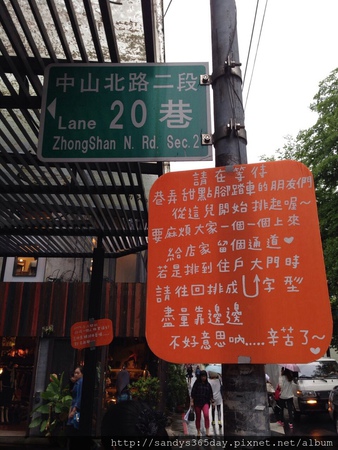 中山北路二段
Lane 20 巷
ZhongShan N. Rd. Sec. 2
請在等待
巷弄甜點腳踏車的朋友們
從這兒開始排起喔~
要麻煩大家一個一個上來
給店家留個通道♥
若是排到住戶大門時
請往回排成U字型
盡量靠邊邊
不好意思吶.....辛苦了~
http://sandys365day.pixnet.net/album